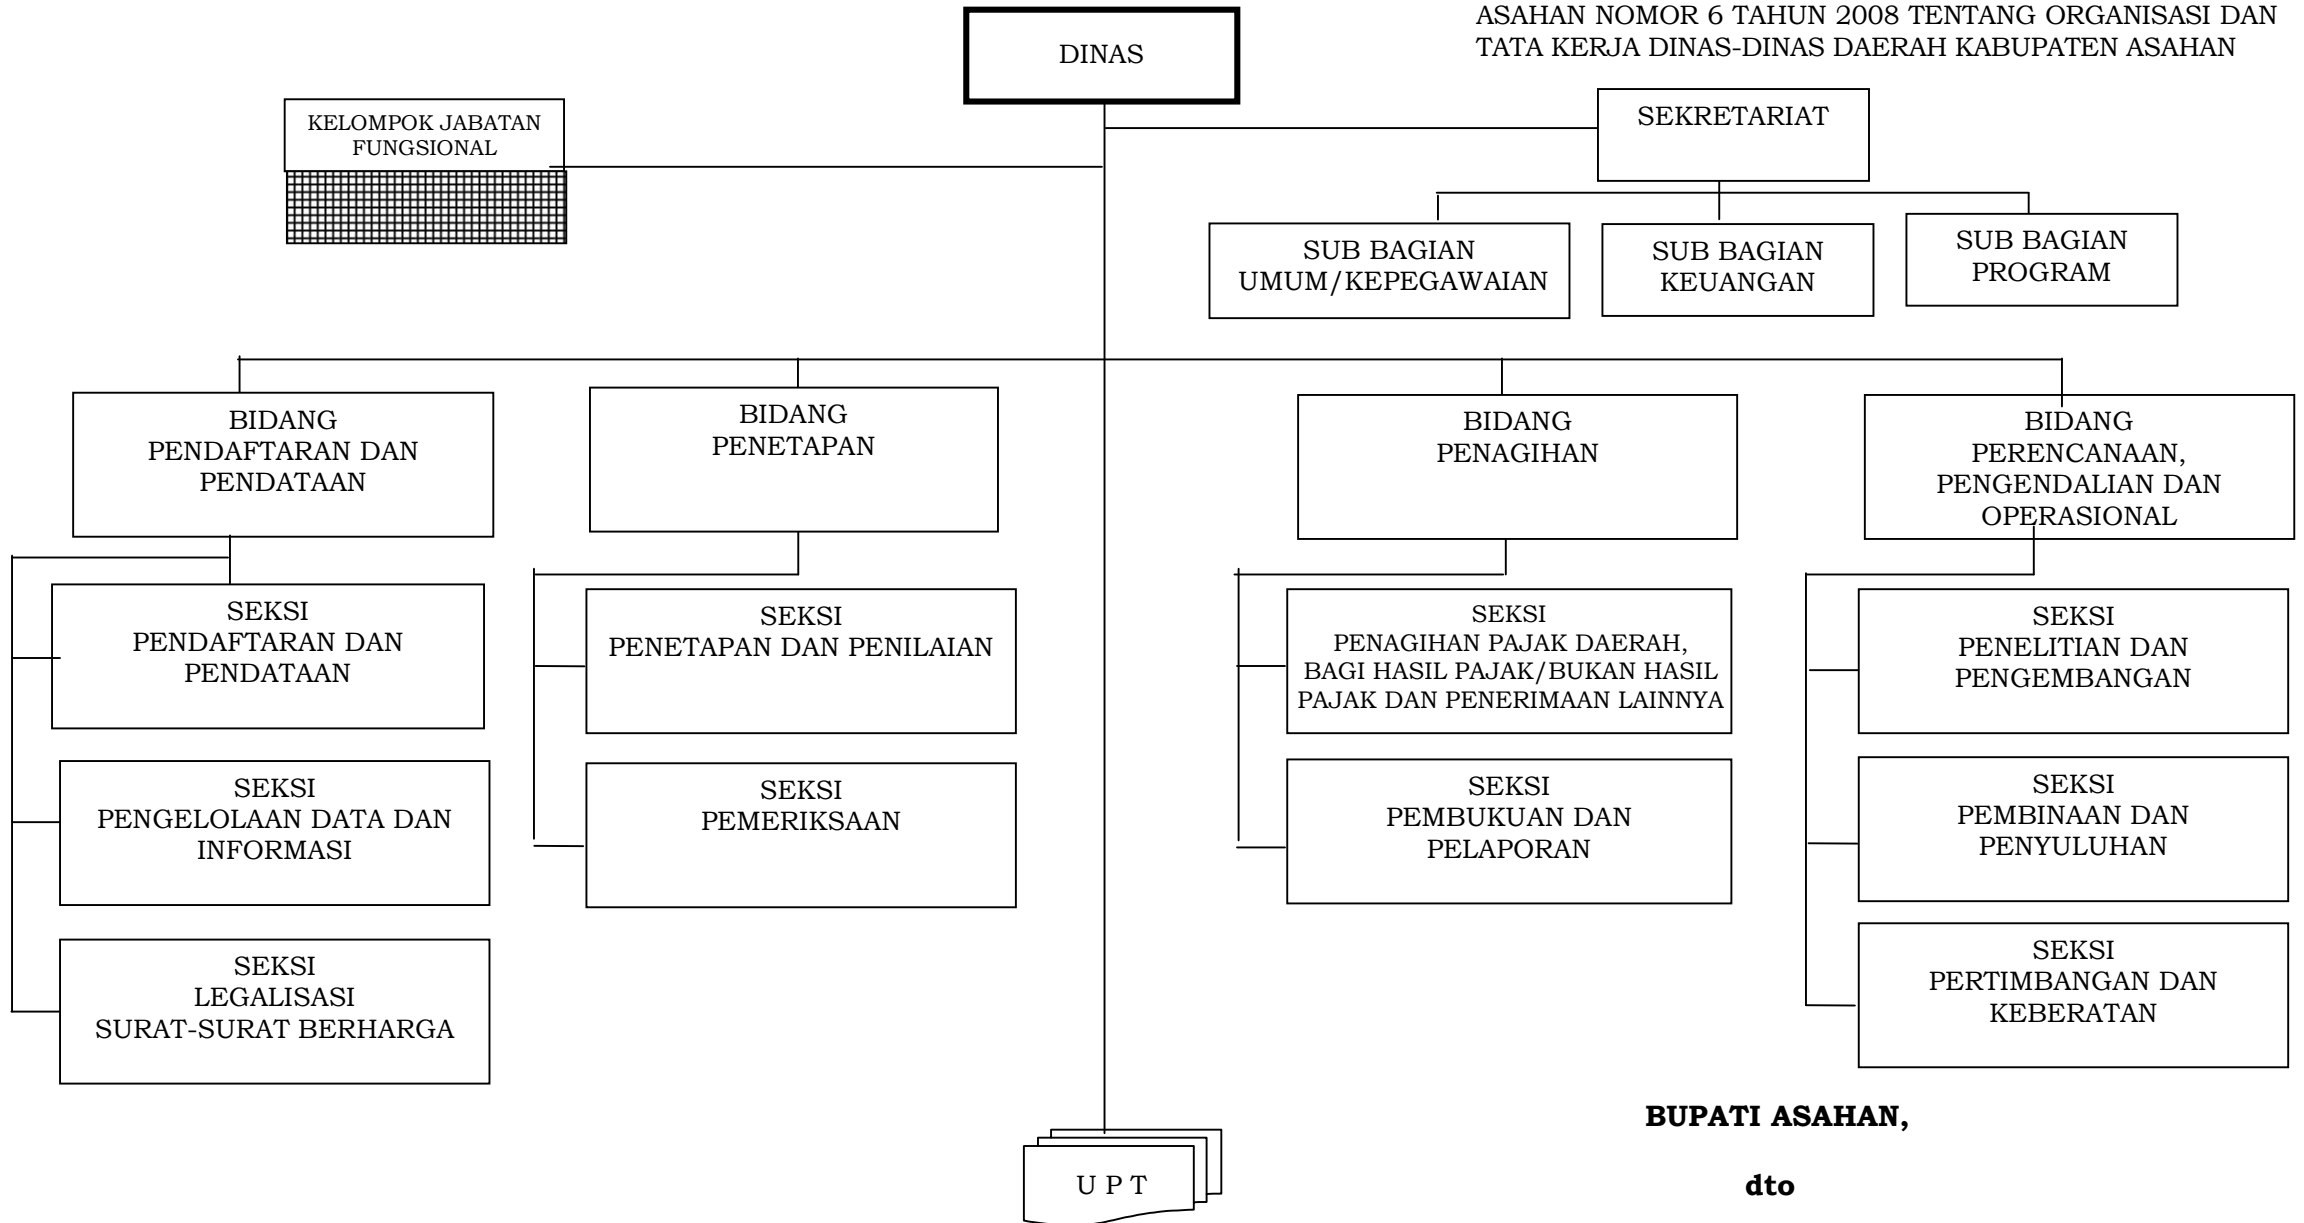 ASAHAN NOMOR 6 TAHUN 2008 TENTANG ORGANISASI DAN
TATA KERJA DINAS-DINAS DAERAH KABUPATEN ASAHAN
DINAS
KELOMPOK JABATAN
FUNGSIONAL
SEKRETARIAT
SUB BAGIAN
UMUM/KEPEGAWAIAN
SUB BAGIAN
KEUANGAN
SUB BAGIAN
PROGRAM
BIDANG
PENDAFTARAN DAN
PENDATAAN
BIDANG
PENETAPAN
BIDANG
PENAGIHAN
BIDANG
PERENCANAAN,
PENGENDALIAN DAN
OPERASIONAL
SEKSI
PENDAFTARAN DAN
PENDATAAN
SEKSI
PENETAPAN DAN PENILAIAN
SEKSI
PENAGIHAN PAJAK DAERAH,
BAGI HASIL PAJAK/BUKAN HASIL
PAJAK DAN PENERIMAAN LAINNYA
SEKSI
PENELITIAN DAN
PENGEMBANGAN
SEKSI
PENGELOLAAN DATA DAN
INFORMASI
SEKSI
PEMERIKSAAN
SEKSI
PEMBUKUAN DAN
PELAPORAN
SEKSI
PEMBINAAN DAN
PENYULUHAN
SEKSI
LEGALISASI
SURAT-SURAT BERHARGA
SEKSI
PERTIMBANGAN DAN
KEBERATAN
U P T
BUPATI ASAHAN,
dto